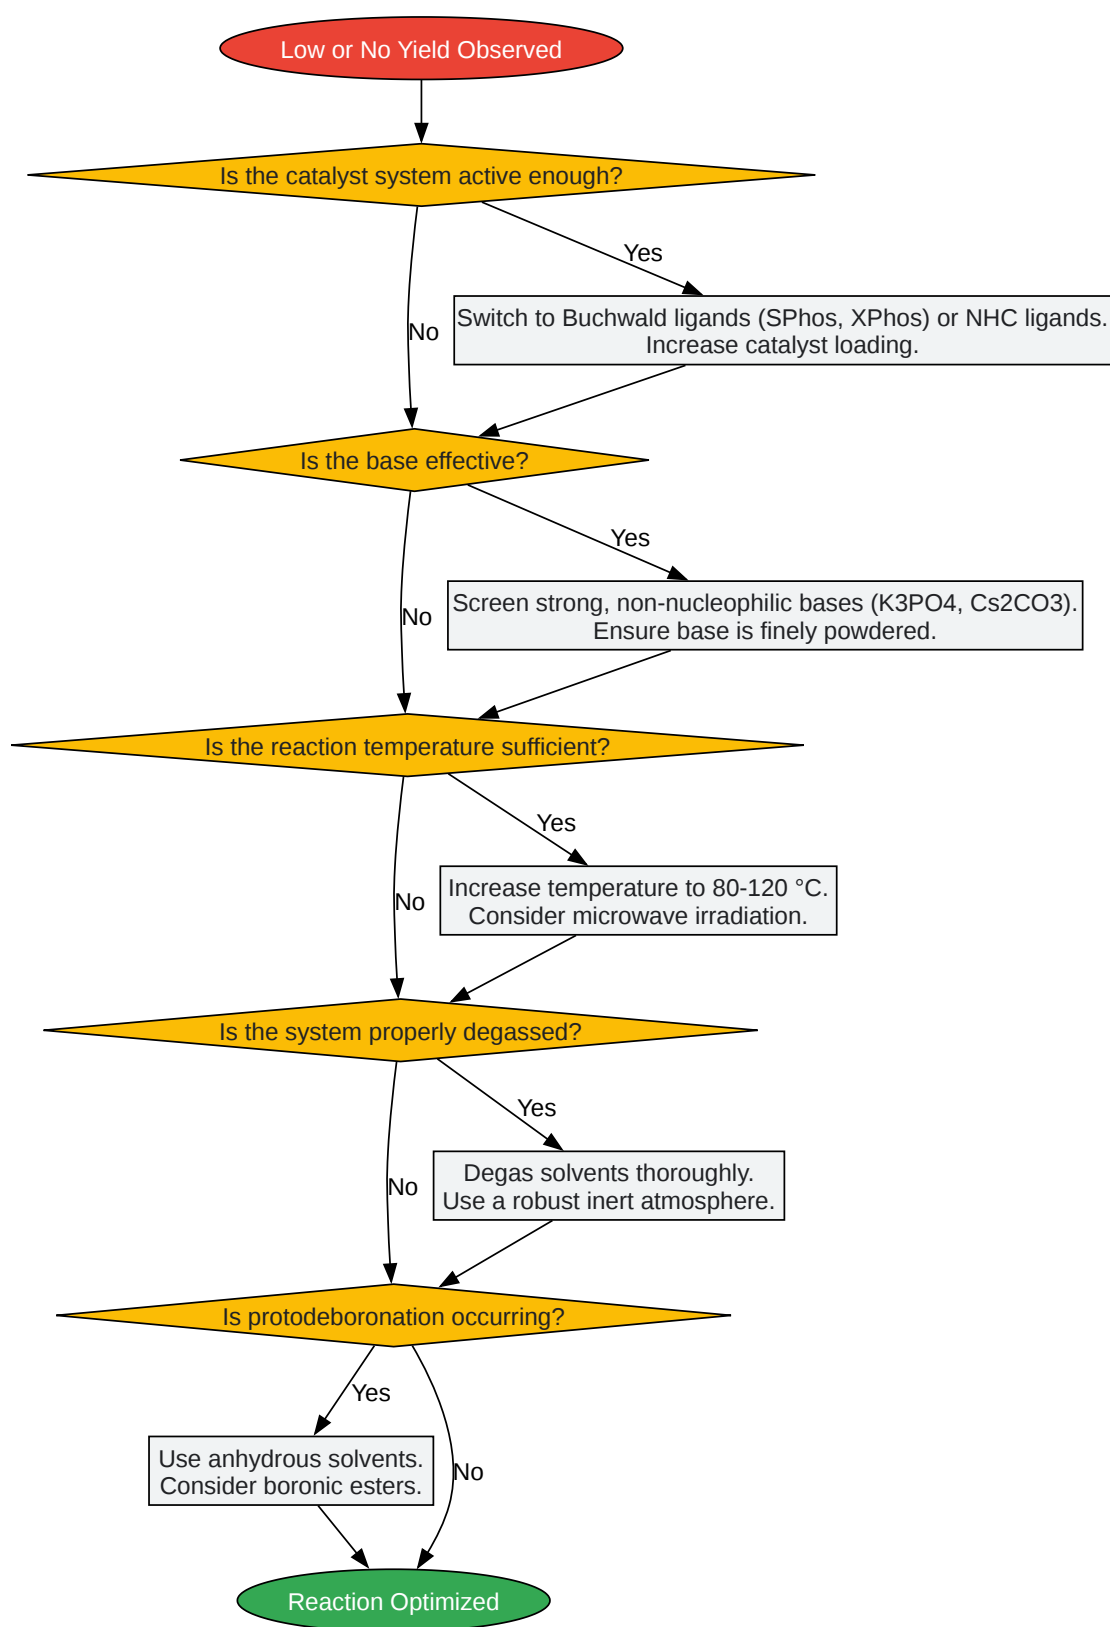 Low or No Yield Observed
Is the catalyst system active enough?
Yes
Switch to Buchwald ligands (SPhos, XPhos) or NHC ligands.
Increase catalyst loading.
No
Is the base effective?
Yes
Screen strong, non-nucleophilic bases (K3PO4, Cs2CO3).
Ensure base is finely powdered.
No
Is the reaction temperature sufficient?
Yes
Increase temperature to 80-120 °C.
Consider microwave irradiation.
No
Is the system properly degassed?
Yes
Degas solvents thoroughly.
Use a robust inert atmosphere.
No
Is protodeboronation occurring?
Yes
Use anhydrous solvents.
Consider boronic esters.
No
Reaction Optimized